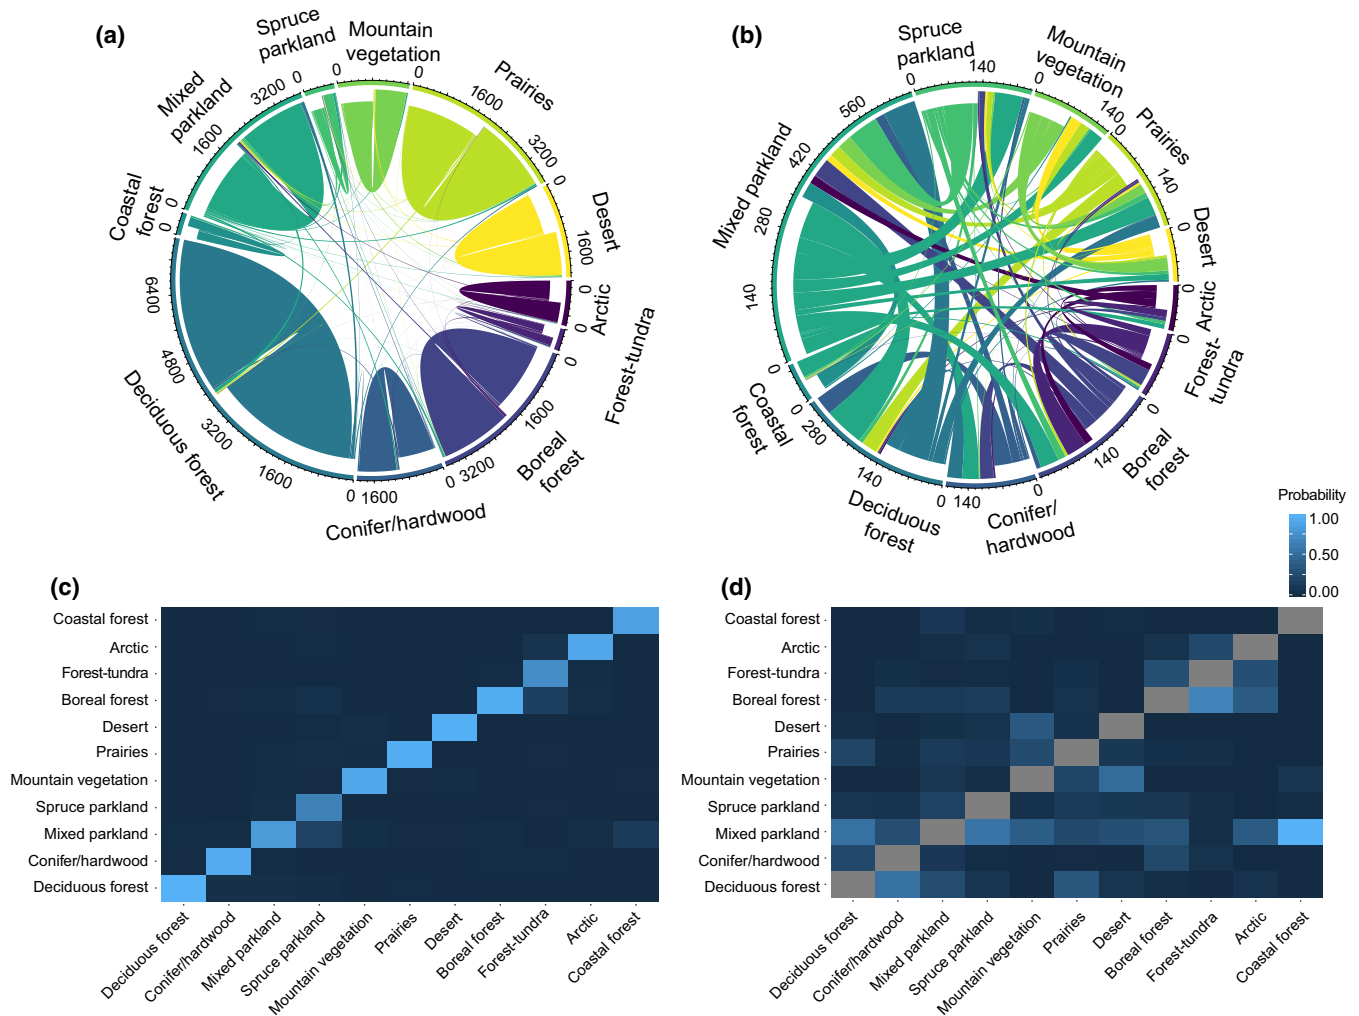 (a)
Spruce
parkland
Mountain
vegetation
Prairies
Desert
Arctic
Forest-tundra
Boreal
forest
Conifer/hardwood
Deciduous forest
Coastal
forest
Mixed
parkland
0
0
0
1600
3200
0
1600
0
0
0
1600
3200
0
1600
0
1600
3200
4800
6400
0
0
1600
3200
(b)
Spruce
parkland
Mountain
vegetation
Prairies
Desert
Arctic
Forest-
tundra
Boreal
forest
Conifer/
hardwood
Deciduous
forest
Coastal
forest
Mixed parkland
0
140
0
140
0
140
0
0
0
0
140
0
140
0
140
280
0
0
140
280
420
560
Probability
1.00
0.50
0.00
(c)
Coastal forest
Arctic
Forest-tundra
Boreal forest
Desert
Prairies
Mountain vegetation
Spruce parkland
Mixed parkland
Conifer/hardwood
Deciduous forest
Deciduous forest
Conifer/hardwood
Mixed parkland
Spruce parkland
Mountain vegetation
Prairies
Desert
Boreal forest
Forest-tundra
Arctic
Coastal forest
(d)
Coastal forest
Arctic
Forest-tundra
Boreal forest
Desert
Prairies
Mountain vegetation
Spruce parkland
Mixed parkland
Conifer/hardwood
Deciduous forest
Deciduous forest
Conifer/hardwood
Mixed parkland
Spruce parkland
Mountain vegetation
Prairies
Desert
Boreal forest
Forest-tundra
Arctic
Coastal forest